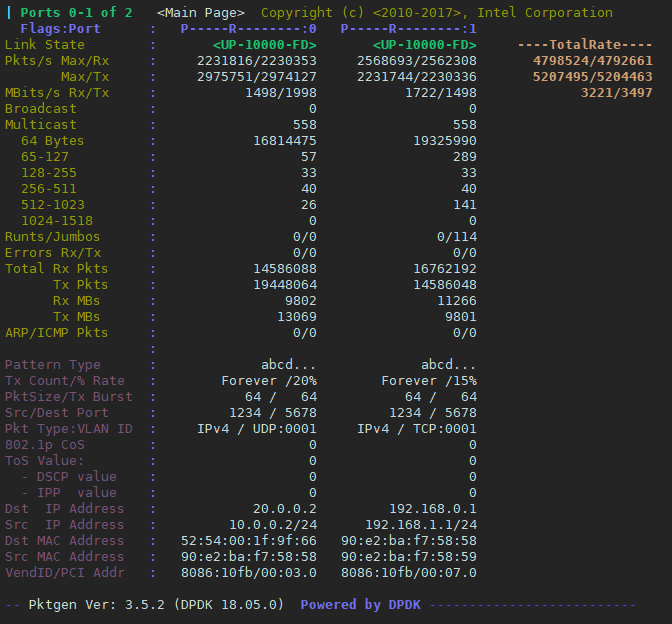 | Ports 0-1 of 2   <Main Page>  Copyright (c) <2010-2017>, Intel Corporation
  Flags:Port      :   P-----R--------:0   P-----R--------:1
Link State        :       <UP-10000-FD>       <UP-10000-FD>     ----TotalRate----
Pkts/s Max/Rx     :     2231816/2230353     2568693/2562308       4798524/4792661
       Max/Tx     :     2975751/2974127     2231744/2230336       5207495/5204463
MBits/s Rx/Tx     :           1498/1998           1722/1498             3221/3497
Broadcast         :                   0                   0
Multicast         :                 558                 558
  64 Bytes        :            16814475            19325990
  65-127          :                  57                 289
  128-255         :                  33                  33
  256-511         :                  40                  40
  512-1023        :                  26                 141
  1024-1518       :                   0                   0
Runts/Jumbos      :                 0/0               0/114
Errors Rx/Tx      :                 0/0                 0/0
Total Rx Pkts     :            14586088            16762192
      Tx Pkts     :            19448064            14586048
      Rx MBs      :                9802               11266
      Tx MBs      :               13069                9801
ARP/ICMP Pkts     :                 0/0                 0/0
                  :
Pattern Type      :             abcd...             abcd...
Tx Count/% Rate   :        Forever /20%        Forever /15%
PktSize/Tx Burst  :           64 /   64           64 /   64
Src/Dest Port     :         1234 / 5678         1234 / 5678
Pkt Type:VLAN ID  :     IPv4 / UDP:0001     IPv4 / TCP:0001
802.1p CoS        :                   0                   0
ToS Value:        :                   0                   0
  - DSCP value    :                   0                   0
  - IPP  value    :                   0                   0
Dst  IP Address   :            20.0.0.2         192.168.0.1
Src  IP Address   :         10.0.0.2/24      192.168.1.1/24
Dst MAC Address   :   52:54:00:1f:9f:66   90:e2:ba:f7:58:58
Src MAC Address   :   90:e2:ba:f7:58:58   90:e2:ba:f7:58:59
VendID/PCI Addr   :   8086:10fb/00:03.0   8086:10fb/00:07.0
-- Pktgen Ver: 3.5.2 (DPDK 18.05.0)  Powered by DPDK --------------------------